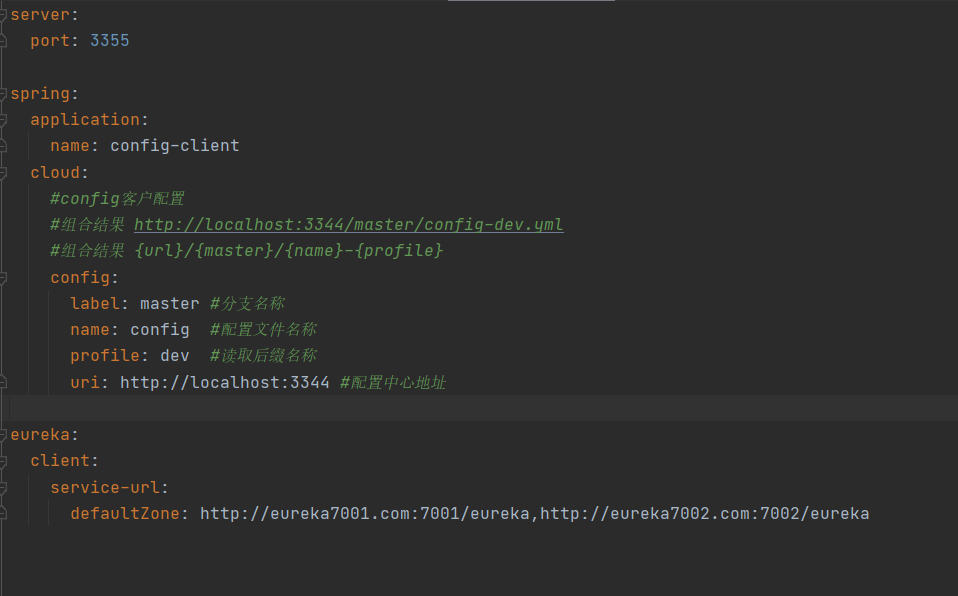 server:
  port: 3355
spring:
  application:
    name: config-client
  cloud:
    #config客户配置
    #组合结果 http://localhost:3344/master/config-dev.yml
    #组合结果 {url}/{master}/{name}-{profile}
    config:
      label: master #分支名称
      name: config  #配置文件名称
      profile: dev  #读取后缀名称
      uri: http://localhost:3344 #配置中心地址
eureka:
  client:
    service-url:
      defaultZone: http://eureka7001.com:7001/eureka,http://eureka7002.com:7002/eureka